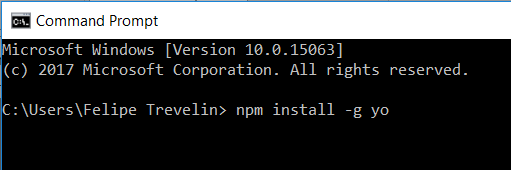 Command Prompt
Microsoft Windows [Version 10.0.15063]
(c) 2017 Microsoft Corporation. All rights reserved.
C:\Users\Felipe Trevelin> npm install -g yo